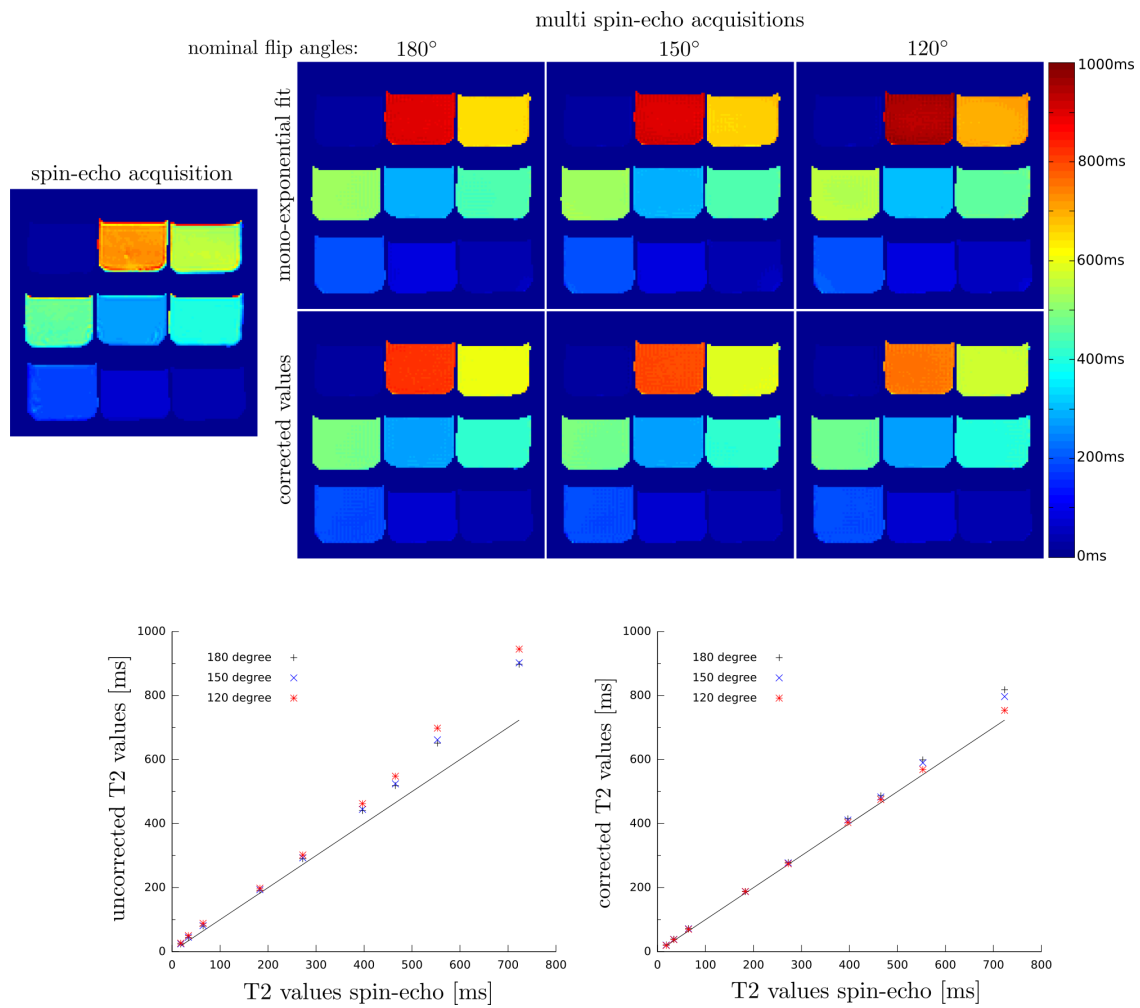 multi spin-echo acquisitions
nominal flip angles: 180° 150° 120°
mono-exponential fit
corrected values
spin-echo acquisition
1000ms
800ms
600ms
400ms
200ms
0ms
uncorrected T2 values [ms]
1000
800
600
400
200
0
180 degree
150 degree
120 degree
0 100 200 300 400 500 600 700 800
T2 values spin-echo [ms]
corrected T2 values [ms]
1000
800
600
400
200
0
180 degree
150 degree
120 degree
0 100 200 300 400 500 600 700 800
T2 values spin-echo [ms]